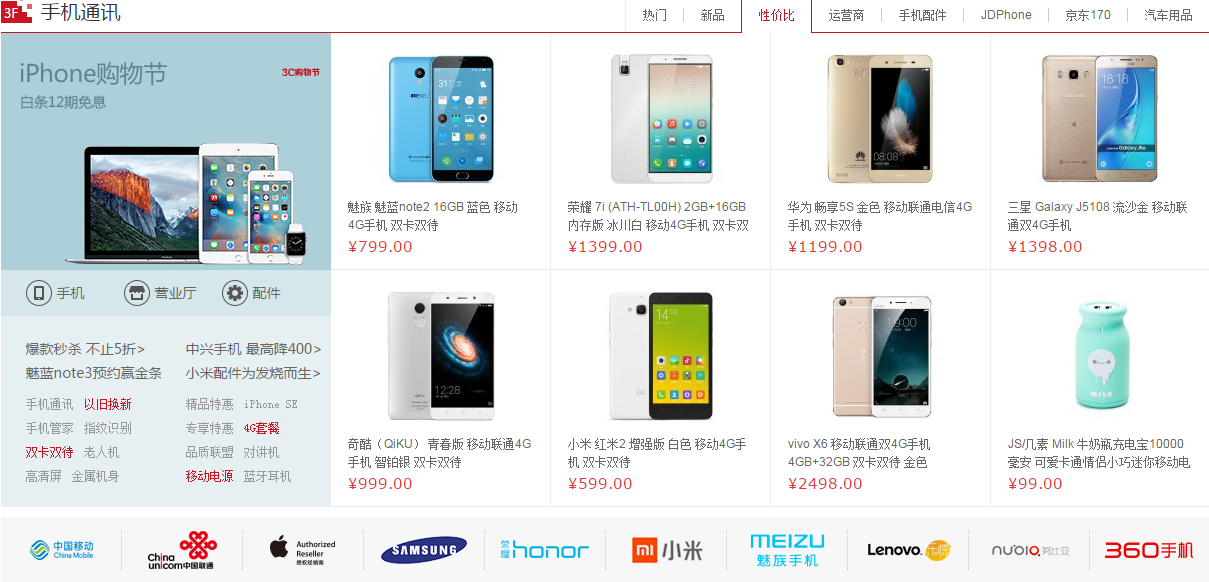 3F 手机通讯
热门 新品 性价比 运营商 手机配件 JDPhone 京东170 汽车用品
iPhone购物节
3C购物节
白条12期免息
手机 营业厅 配件
爆款秒杀 不止5折> 中兴手机 最高降400>
魅蓝note3预约赢金条 小米配件为发烧而生>
手机通讯 以旧换新 精品特惠 iPhone SE
手机管家 指纹识别 专享特惠 4G套餐
双卡双待 老人机 品质联盟 对讲机
高清屏 金属机身 移动电源 蓝牙耳机
魅族 魅蓝note2 16GB 蓝色 移动
4G手机 双卡双待
¥799.00
荣耀 7i (ATH-TL00H) 2GB+16GB
内存版 冰川白 移动4G手机 双卡双
¥1399.00
华为 畅享5S 金色 移动联通电信4G
手机 双卡双待
¥1199.00
三星 Galaxy J5108 流沙金 移动联
通双4G手机
¥1398.00
奇酷（QiKU） 青春版 移动联通4G
手机 智铂银 双卡双待
¥999.00
小米 红米2 增强版 白色 移动4G手
机 双卡双待
¥599.00
vivo X6 移动联通双4G手机
4GB+32GB 双卡双待 金色
¥2498.00
MILK
JS/几素 Milk 牛奶瓶充电宝10000
毫安 可爱卡通情侣小巧迷你移动电
¥99.00
中国移动
China Mobile
China
unicom中国联通
Authorized
Reseller
授权经销商
SAMSUNG
荣耀 honor
mi 小米
MEIZU
魅族手机
Lenovo 乐檬
nubia 努比亚
360手机